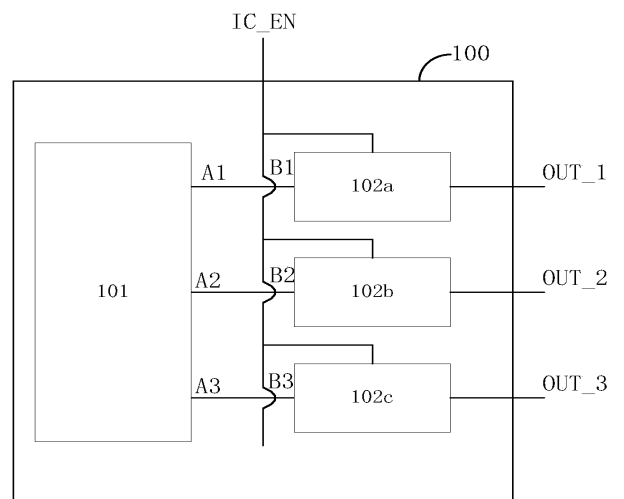 IC_EN
100
A1
B1
102a
OUT_1
101
A2
B2
102b
OUT_2
A3
B3
102c
OUT_3